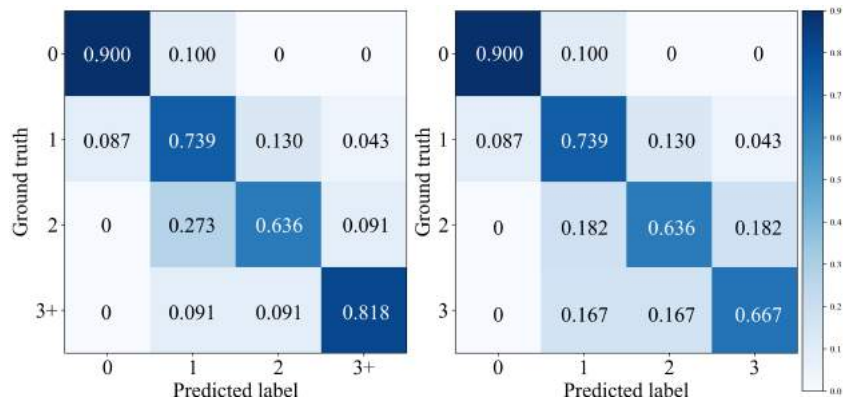 0 0.900 0.100 0 0
1 0.087 0.739 0.130 0.043
2 0 0.273 0.636 0.091
3+ 0 0.091 0.091 0.818
0 1 2 3+
Predicted label
Ground truth
0 0.900 0.100 0 0
1 0.087 0.739 0.130 0.043
2 0 0.182 0.636 0.182
3 0 0.167 0.167 0.667
0 1 2 3
Predicted label
Ground truth
0.9
0.8
0.7
0.6
0.5
0.4
0.3
0.2
0.1
0.0